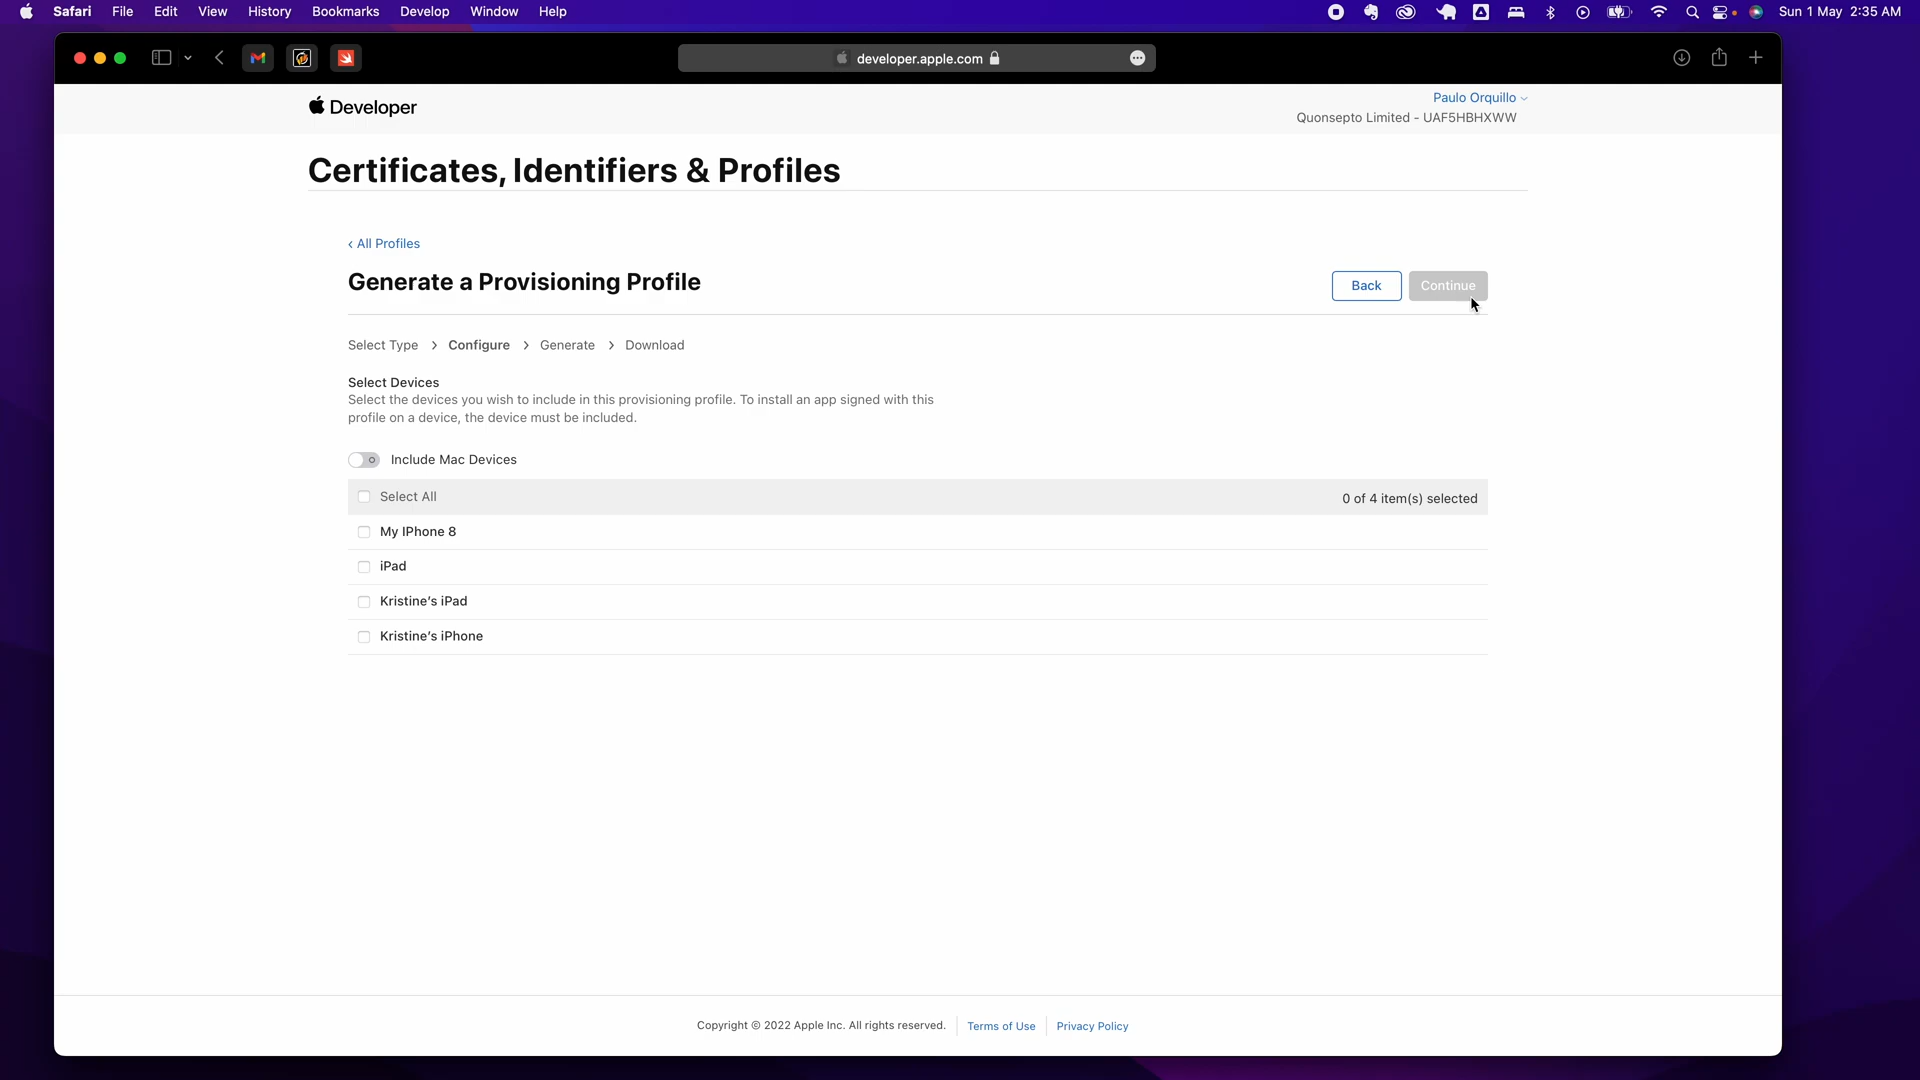 Safari File Edit View History Bookmarks Develop Window Help Sun 1 May 2:35 AM
developer.apple.com
Developer
Paulo Orquillo
Quonsepto Limited - UAF5HBHXWW
Certificates, Identifiers & Profiles
‹ All Profiles
Generate a Provisioning Profile
Back Continue
Select Type > Configure > Generate > Download
Select Devices
Select the devices you wish to include in this provisioning profile. To install an app signed with this
profile on a device, the device must be included.
Include Mac Devices
Select All 0 of 4 item(s) selected
My IPhone 8
iPad
Kristine's iPad
Kristine's iPhone
Copyright © 2022 Apple Inc. All rights reserved. Terms of Use Privacy Policy